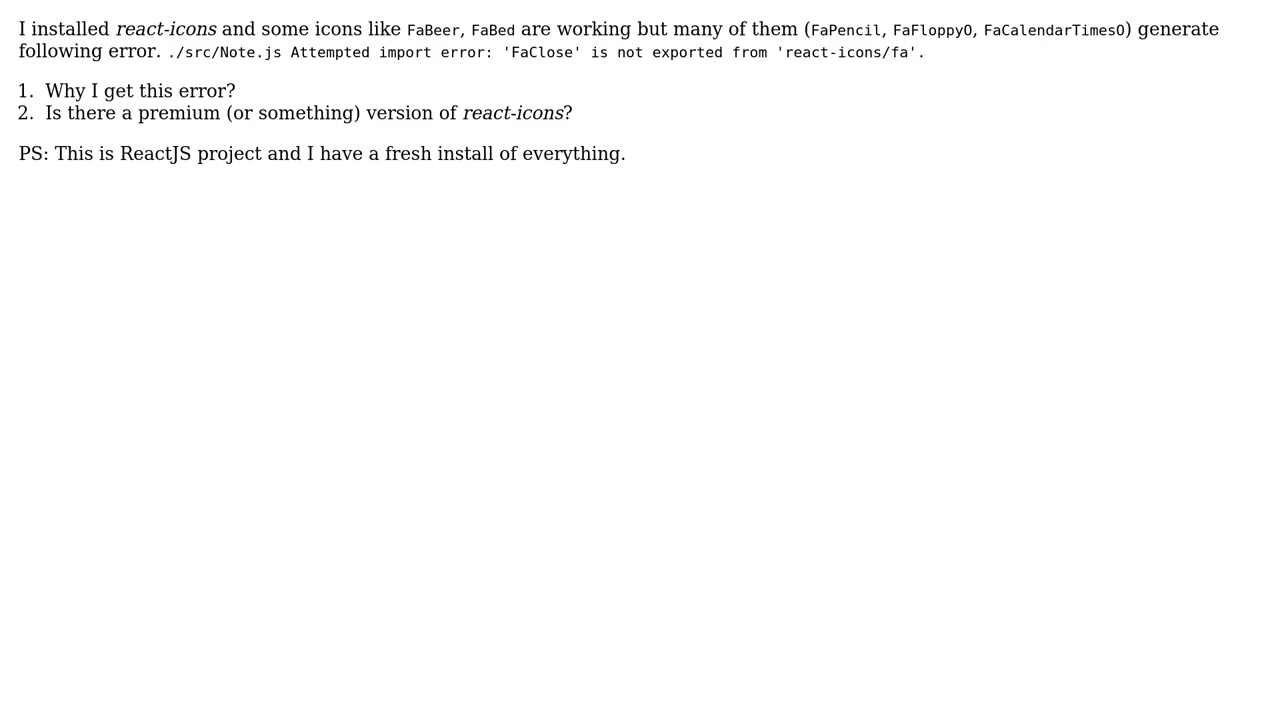 I installed react-icons and some icons like FaBeer, FaBed are working but many of them (FaPencil, FaFloppyO, FaCalendarTimesO) generate
following error. ./src/Note.js Attempted import error: 'FaClose' is not exported from 'react-icons/fa'.
1. Why I get this error?
2. Is there a premium (or something) version of react-icons?
PS: This is ReactJS project and I have a fresh install of everything.